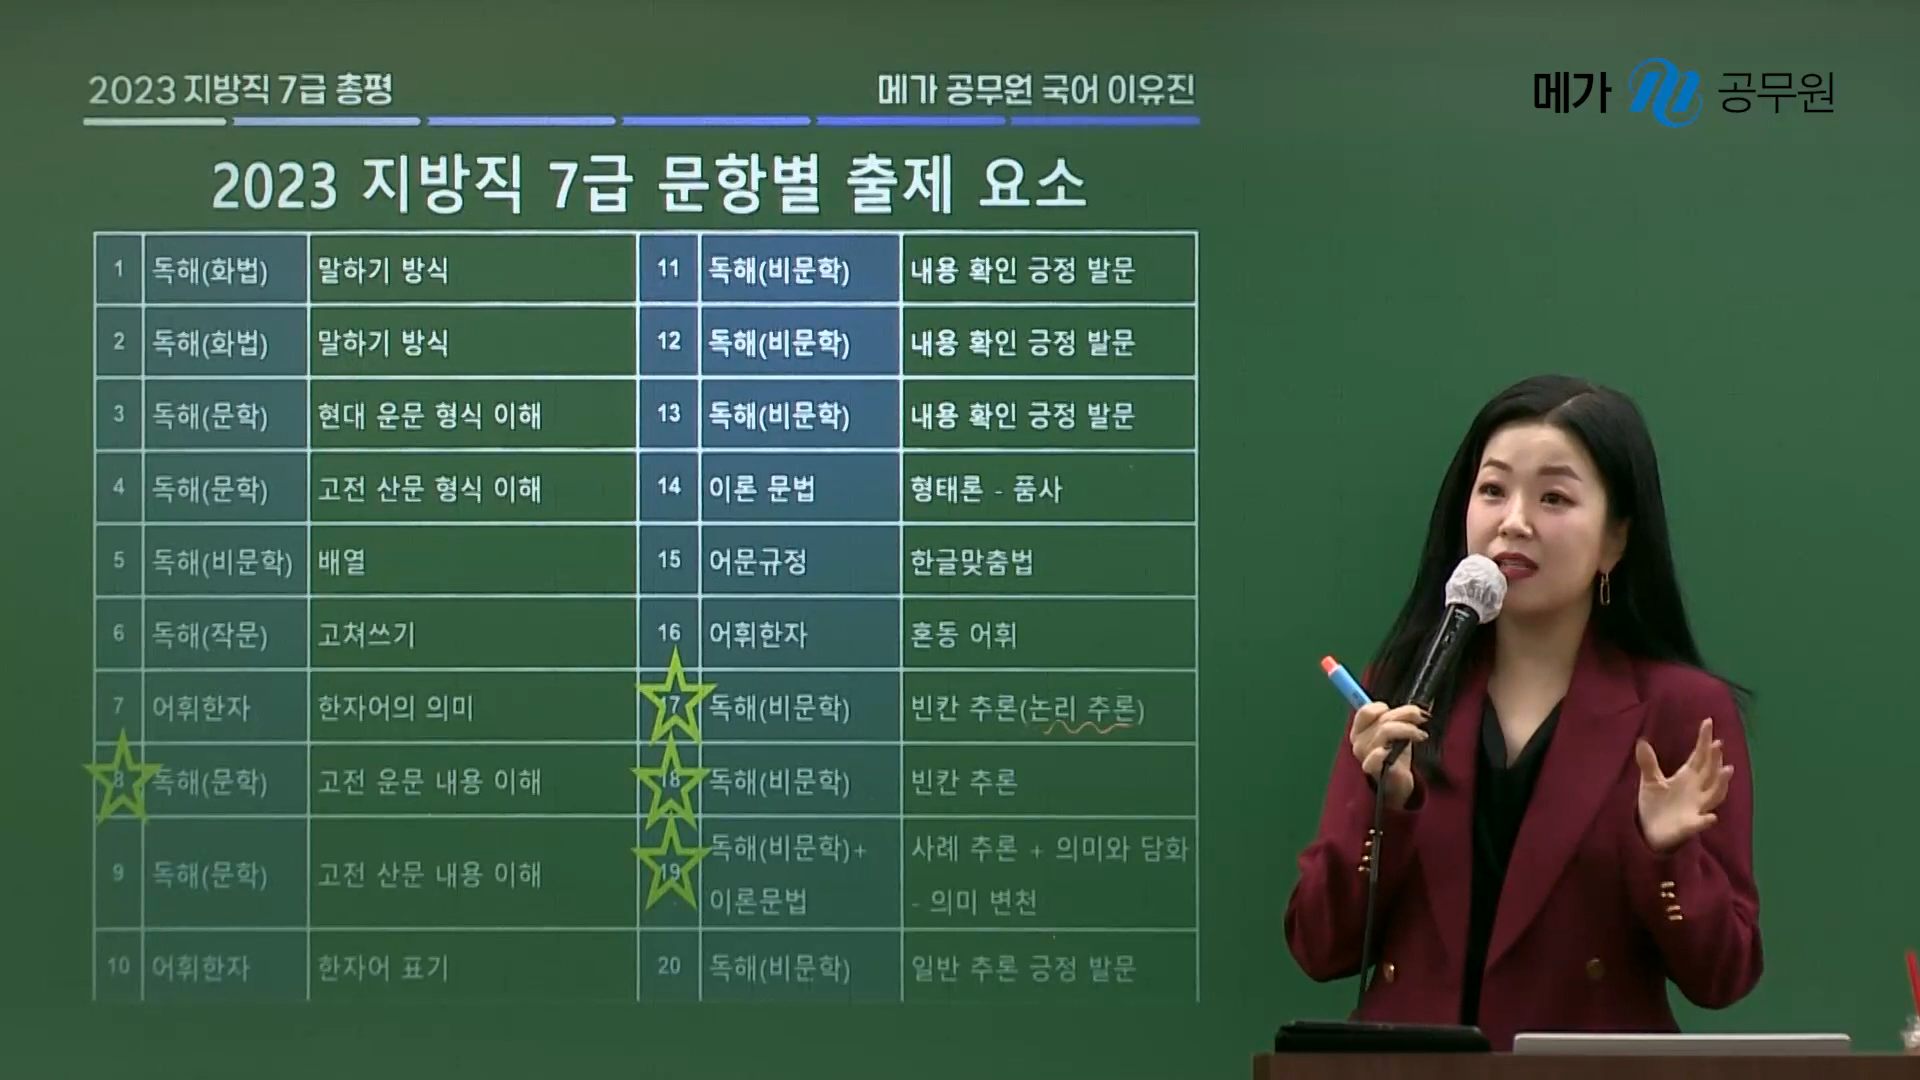 2023 지방직 7급 총평
메가 공무원 국어 이유진
메가 공무원
2023 지방직 7급 문항별 출제 요소
1 독해(화법) 말하기 방식
2 독해(화법) 말하기 방식
3 독해(문학) 현대 운문 형식 이해
4 독해(문학) 고전 산문 형식 이해
5 독해(비문학) 배열
6 독해(작문) 고쳐쓰기
7 어휘한자 한자어의 의미
8 독해(문학) 고전 운문 내용 이해
9 독해(문학) 고전 산문 내용 이해
10 어휘한자 한자어 표기
11 독해(비문학) 내용 확인 긍정 발문
12 독해(비문학) 내용 확인 긍정 발문
13 독해(비문학) 내용 확인 긍정 발문
14 이론 문법 형태론 - 품사
15 어문규정 한글맞춤법
16 어휘한자 혼동 어휘
17 독해(비문학) 빈칸 추론(논리 추론)
18 독해(비문학) 빈칸 추론
19 독해(비문학)+ 사례 추론 + 의미와 담화
이론문법 - 의미 변천
20 독해(비문학) 일반 추론 긍정 발문